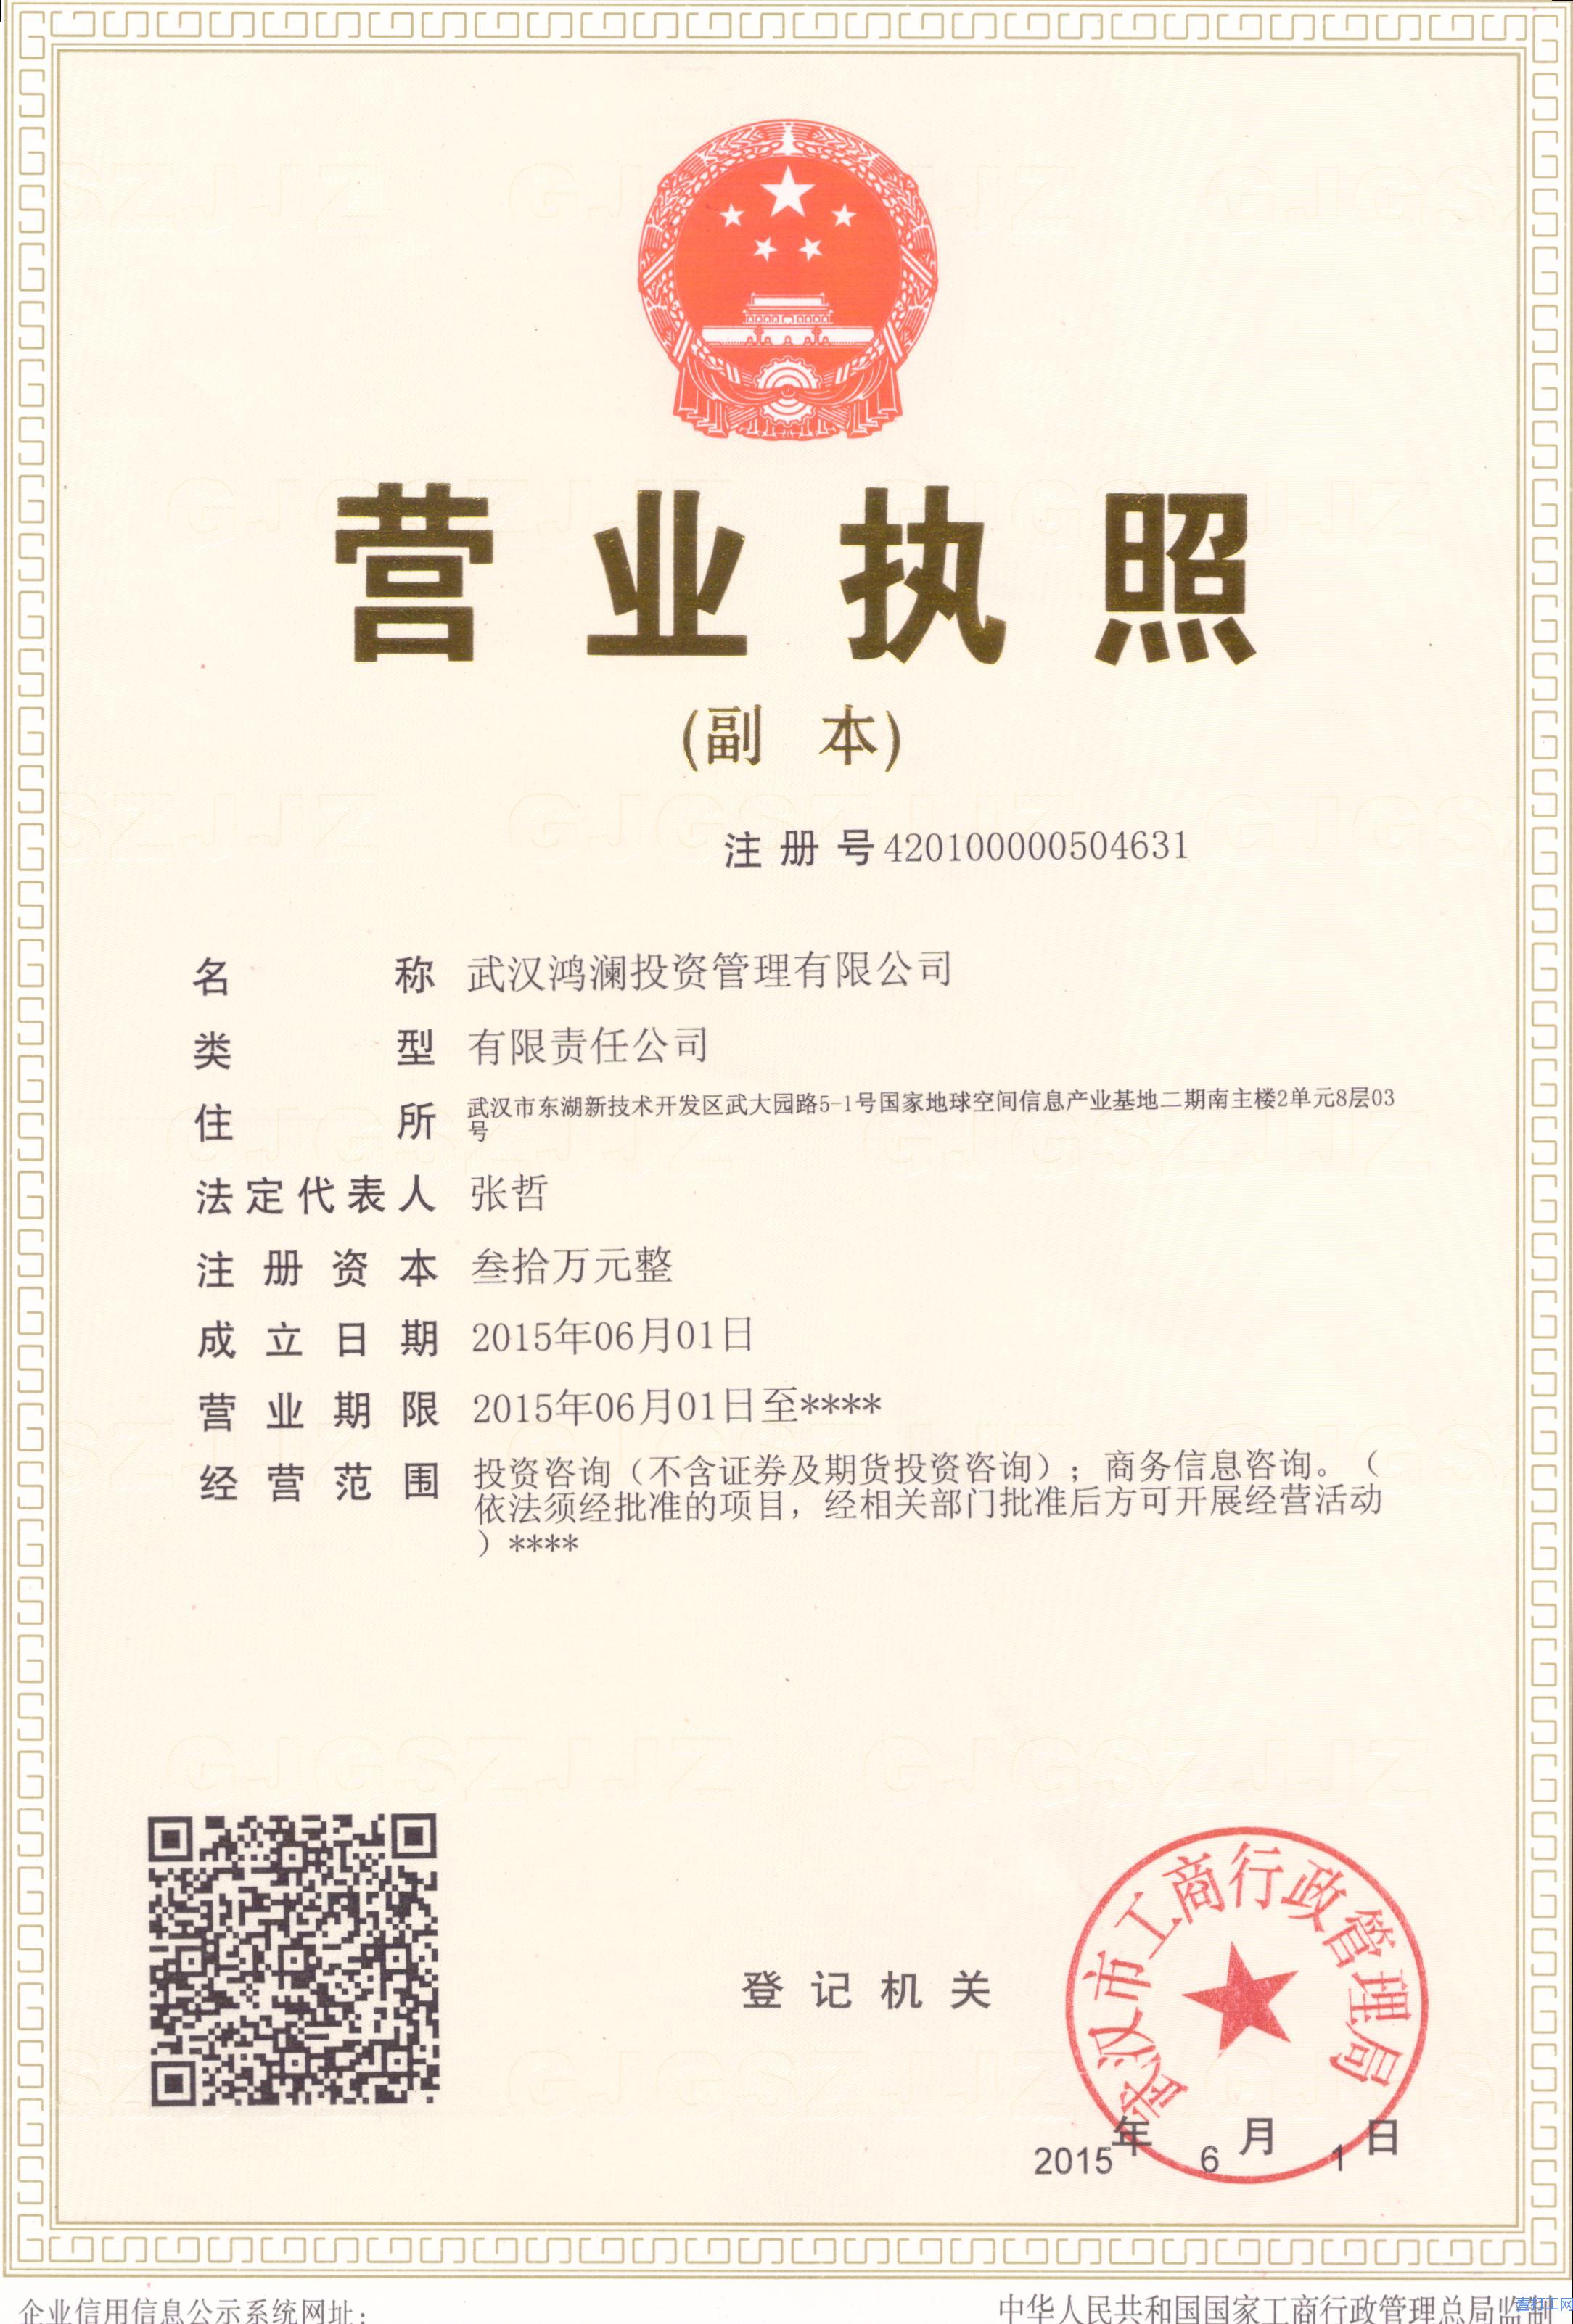 营业执照
(副 本)
注册号420100000504631
名称 武汉鸿澜投资管理有限公司
类型 有限责任公司
住所 武汉市东湖新技术开发区武大园路5-1号国家地球空间信息产业基地二期南主楼2单元8层03
号
法定代表人 张哲
注册资本 叁拾万元整
成立日期 2015年06月01日
营业期限 2015年06月01日至****
经营范围 投资咨询（不含证券及期货投资咨询）；商务信息咨询。（
依法须经批准的项目，经相关部门批准后方可开展经营活动
）****
武汉市工商行政管理局
登记机关
2015年6月1日
企业信用信息公示系统网址：
中华人民共和国国家工商行政管理总局监制